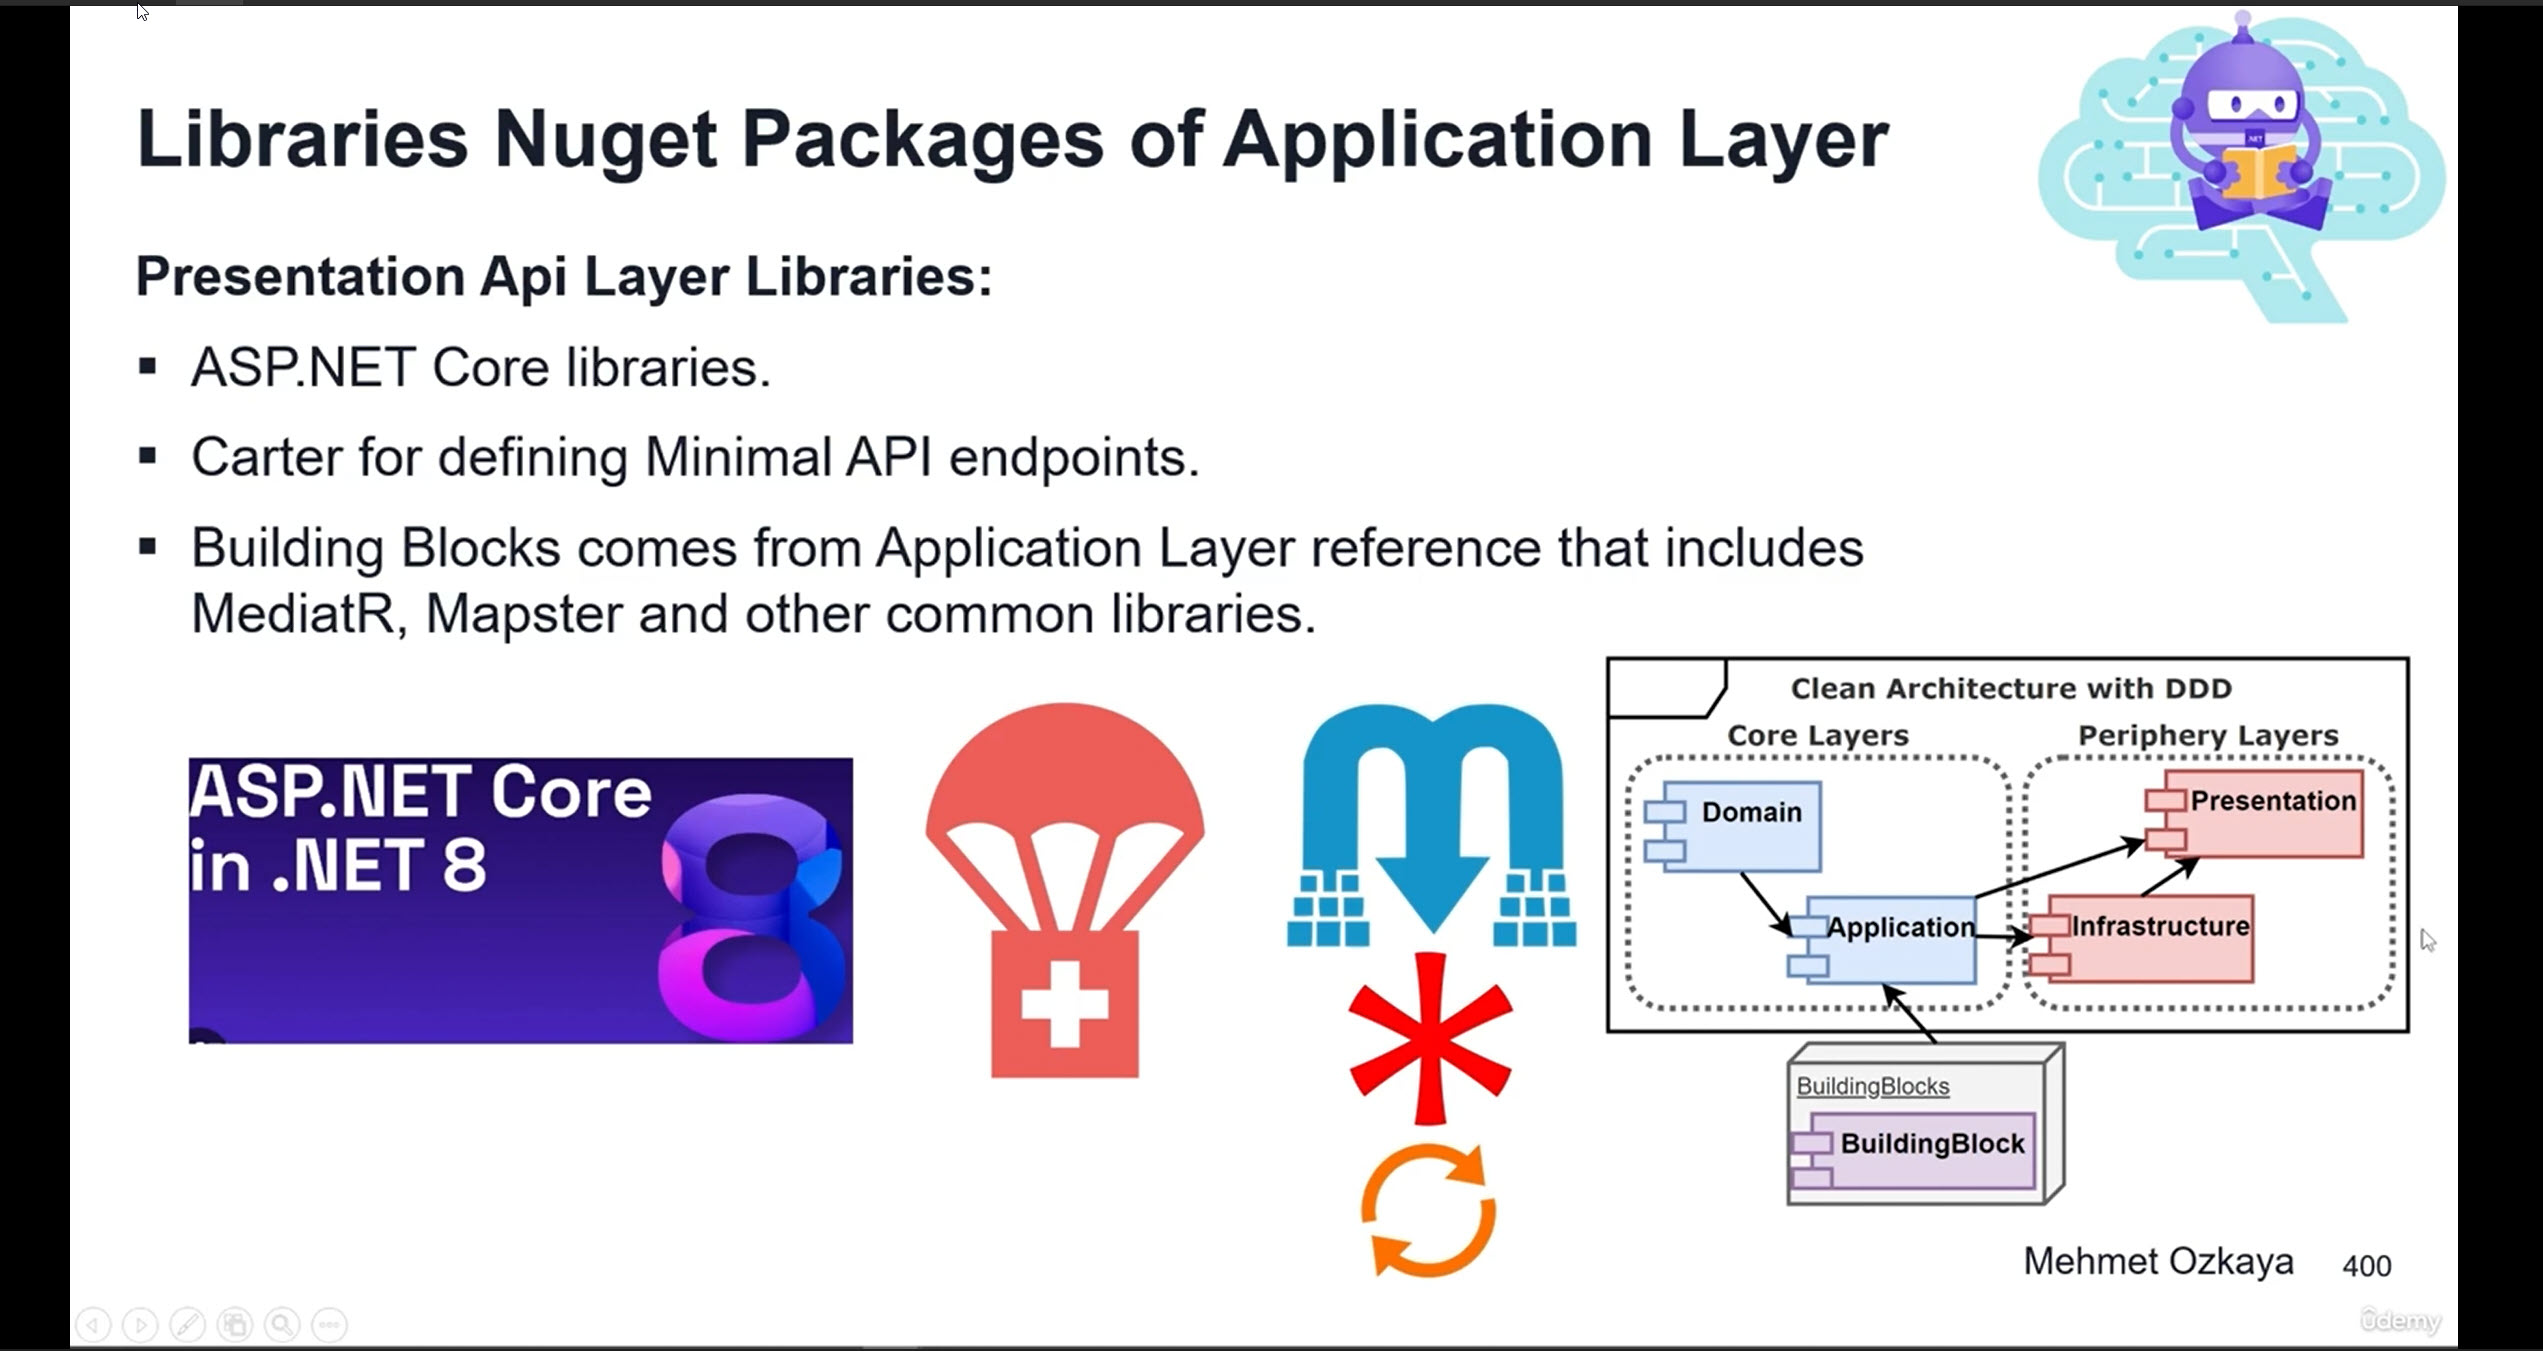 Libraries Nuget Packages of Application Layer
.NET
Presentation Api Layer Libraries:
▪ ASP.NET Core libraries.
▪ Carter for defining Minimal API endpoints.
▪ Building Blocks comes from Application Layer reference that includes
MediatR, Mapster and other common libraries.
ASP.NET Core
in .NET 8
8
Clean Architecture with DDD
Core Layers
Periphery Layers
Domain
Presentation
Application
Infrastructure
BuildingBlocks
BuildingBlock
Mehmet Ozkaya
400
ûdemy